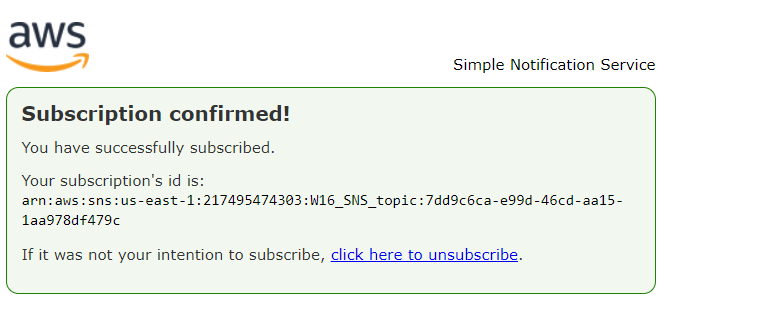 aws
Simple Notification Service
Subscription confirmed!
You have successfully subscribed.
Your subscription's id is:
arn:aws:sns:us-east-1:217495474303:W16_SNS_topic:7dd9c6ca-e99d-46cd-aa15-
1aa978df479c
If it was not your intention to subscribe, click here to unsubscribe.